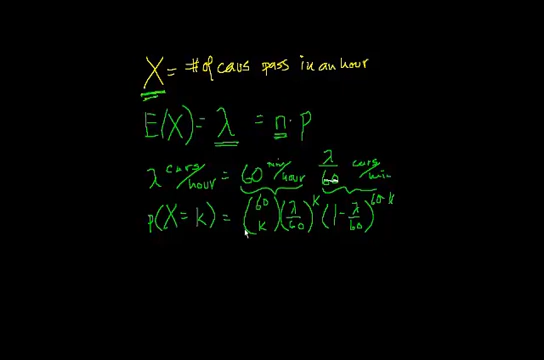 X = # of cars pass in an hour
E(X) = λ = n · p
λ cars/hour = 60 min/hour λ/60 cars/min
P(X = k) = (60 k) (λ/60)^k (1 - λ/60)^60-k